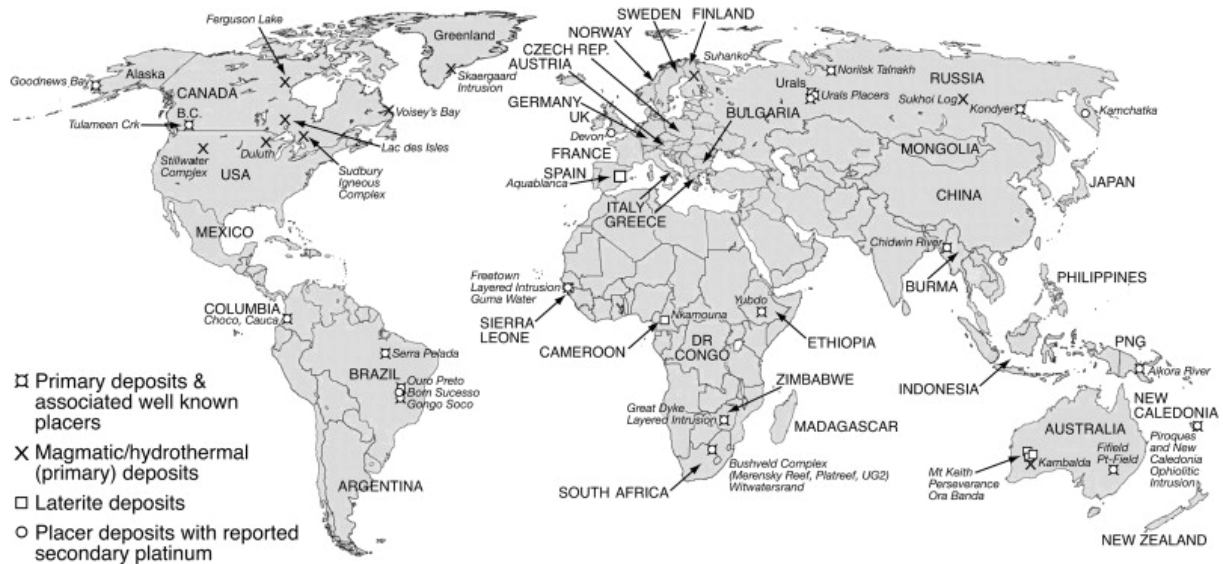 Ferguson Lake
Greenland
SWEDEN
FINLAND
NORWAY
CZECH REP.
AUSTRIA
Suhanko
Goodnews Bay
Alaska
CANADA
Skaergaard
Intrusion
Norilsk Talnakh
RUSSIA
Urals
Urals Placers
Sukhoi Log
Kondyer
Kamchatka
GERMANY
UK
Devon
BULGARIA
B.C.
Tulameen Crk
Voisey's Bay
Lac des Isles
Duluth
Stillwater
Complex
USA
Sudbury
Igneous
Complex
FRANCE
SPAIN
Aquablanca
ITALY
GREECE
MONGOLIA
CHINA
JAPAN
MEXICO
Chidwin River
BURMA
PHILIPPINES
Freetown
Layered Intrusion
Guma Water
SIERRA
LEONE
Nkamouna
CAMEROON
Yubdo
ETHIOPIA
DR
CONGO
COLUMBIA
Choco, Cauca
Serra Pelada
BRAZIL
Ouro Preto
Bom Sucesso
Gongo Soco
PNG
Aikora River
INDONESIA
ZIMBABWE
Great Dyke
Layered Intrusion
MADAGASCAR
NEW
CALEDONIA
AUSTRALIA
Fifield
Pt-Field
Piroques
and New
Caledonia
Ophiolitic
Intrusion
Kambalda
Mt Keith
Perseverance
Ora Banda
Bushveld Complex
(Merensky Reef, Platreef, UG2)
Witwatersrand
SOUTH AFRICA
ARGENTINA
NEW ZEALAND
Primary deposits &
associated well known
placers
Magmatic/hydrothermal
(primary) deposits
Laterite deposits
Placer deposits with reported
secondary platinum